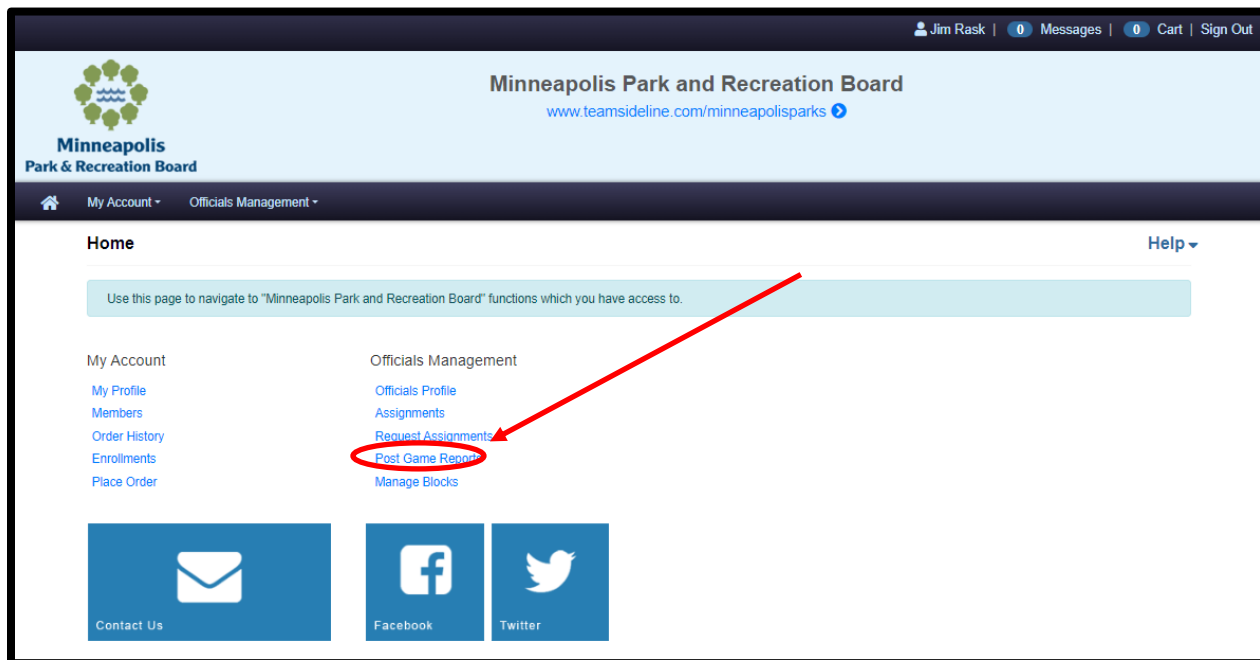 Jim Rask | 0 Messages | 0 Cart | Sign Out
Minneapolis
Park & Recreation Board
Minneapolis Park and Recreation Board
www.teamsideline.com/minneapolisparks
My Account Officials Management
Home
Help
Use this page to navigate to "Minneapolis Park and Recreation Board" functions which you have access to.
My Account
My Profile
Members
Order History
Enrollments
Place Order
Officials Management
Officials Profile
Assignments
Request Assignments
Post Game Reports
Manage Blocks
Contact Us
Facebook
Twitter